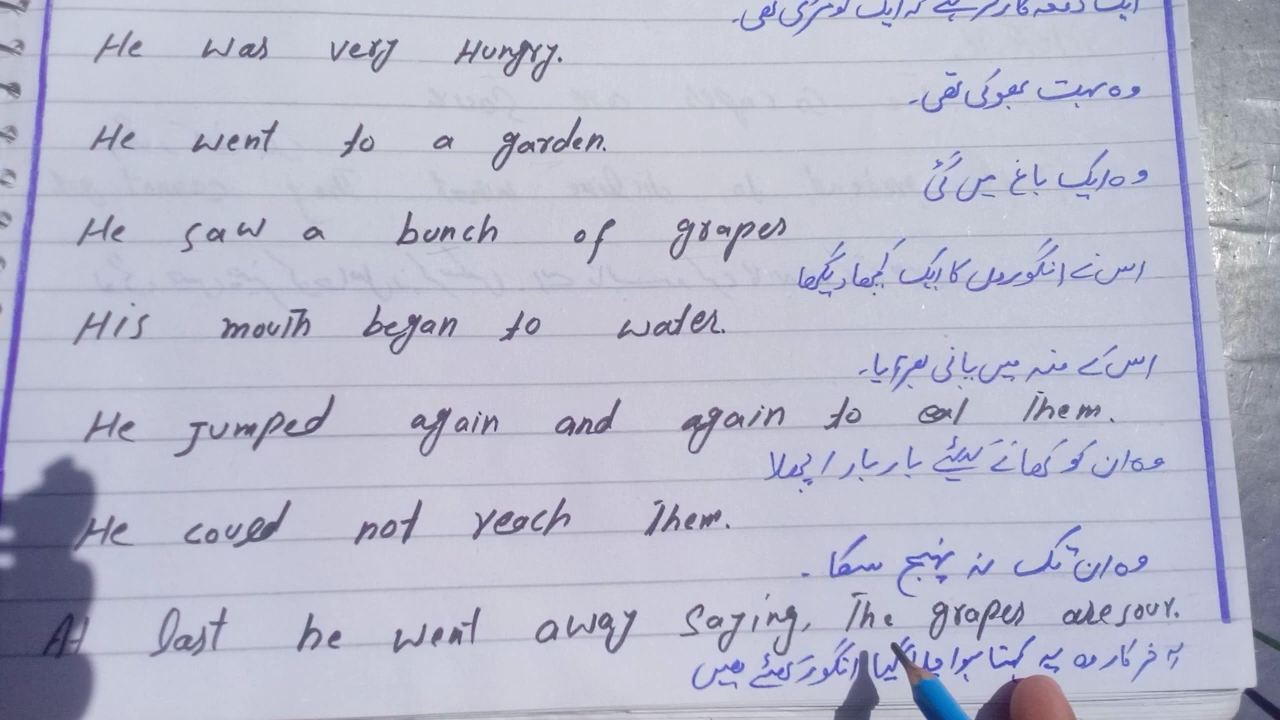 ایک دفعہ کا ذکر ہے کہ ایک لومڑی تھی۔
He was very Hungry.
وہ بہت بھوکی تھی۔
He went to a garden.
وہ ایک باغ میں گئی
He saw a bunch of grapes
اس نے انگوروں کا ایک گچھا دیکھا
His mouth began to water.
اس کے منہ میں پانی بھر آیا۔
He jumped again and again to eat them.
وہ ان کو کھانے کیلئے بار بار اچھلا
He could not reach them.
وہ ان تک نہ پہنچ سکا۔
At last he went away saying, The grapes are sour.
آخر کار وہ یہ کہتا ہوا چلا گیا انگور کھٹے ہیں